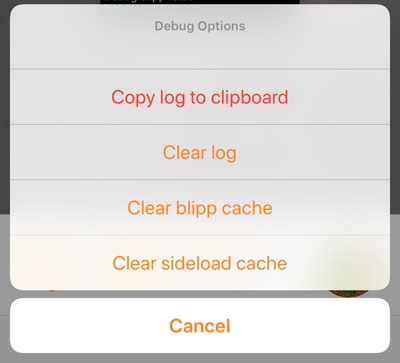 Debug Options
Copy log to clipboard
Clear log
Clear blipp cache
Clear sideload cache
Cancel